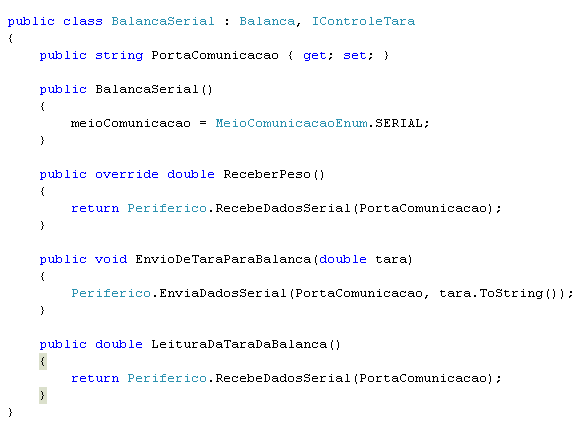 public class BalancaSerial : Balanca, IControleTara
{
public string PortaComunicacao { get; set; }
public BalancaSerial()
{
meioComunicacao = MeioComunicacaoEnum.SERIAL;
}
public override double ReceberPeso()
{
return Periferico.RecebeDadosSerial(PortaComunicacao);
}
public void EnvioDeTaraParaBalanca(double tara)
{
Periferico.EnviaDadosSerial(PortaComunicacao, tara.ToString());
}
public double LeituraDaTaraDaBalanca()
{
return Periferico.RecebeDadosSerial(PortaComunicacao);
}
}